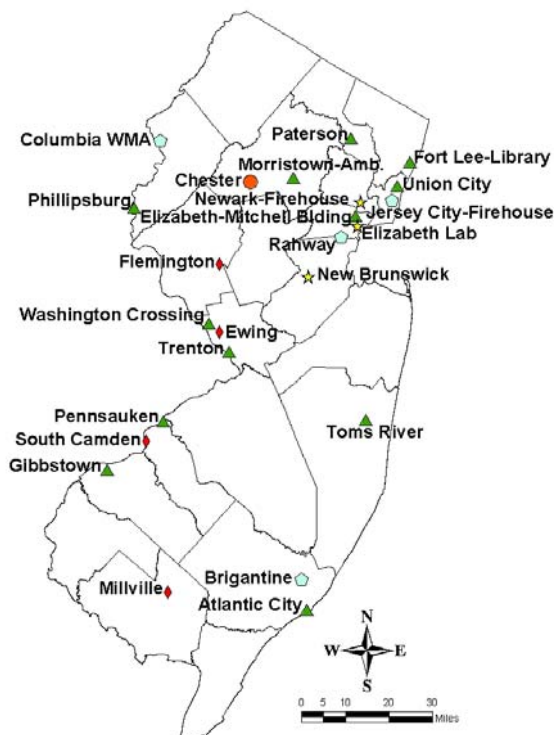 Paterson
Columbia WMA
Fort Lee-Library
Morristown-Amb.
Chester
Union City
Newark-Firehouse
Phillipsburg
Elizabeth-Mitchell Blding
Jersey City-Firehouse
Elizabeth Lab
Rahway
Flemington
New Brunswick
Washington Crossing
Ewing
Trenton
Pennsauken
Toms River
South Camden
Gibbstown
Brigantine
Millville
Atlantic City
N
W E
S
0 5 10 20 30
Miles